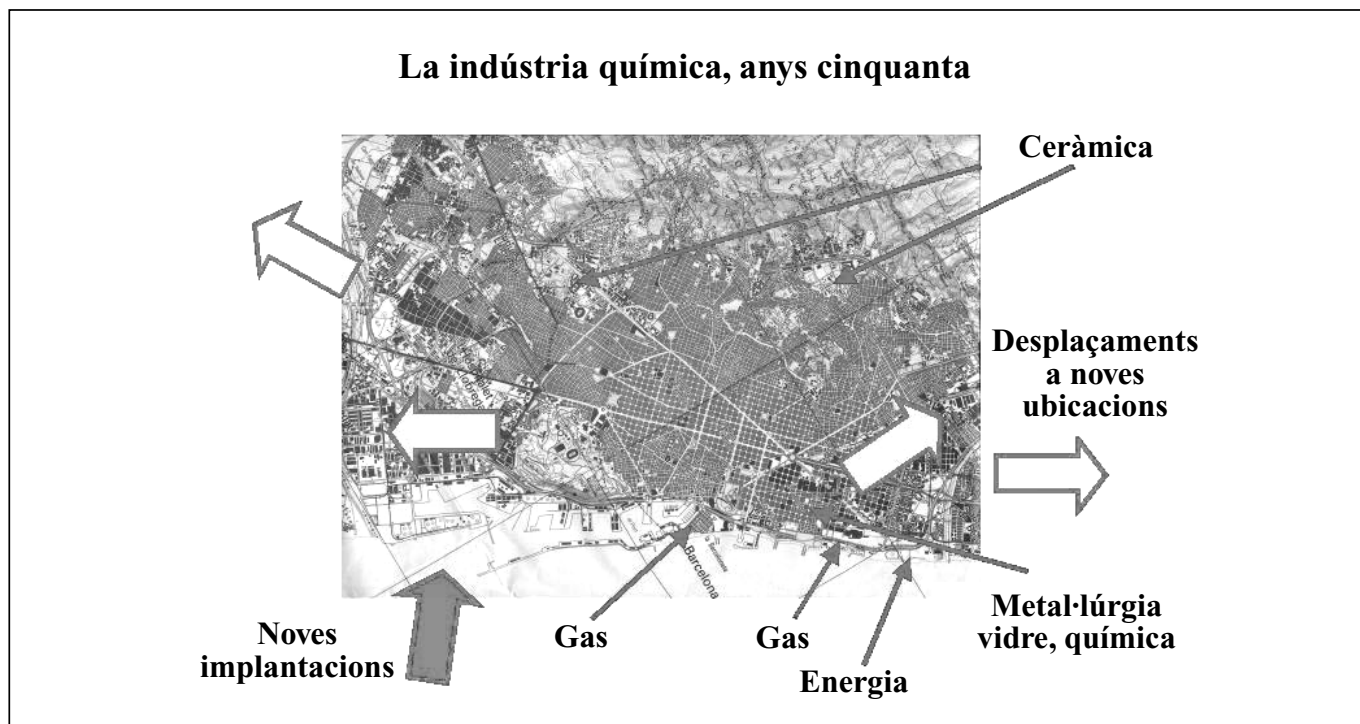 La indústria química, anys cinquanta
Ceràmica
Desplaçaments
a noves
ubicacions
Barcelona
Noves
implantacions
Gas
Gas
Energia
Metal·lúrgia
vidre, química